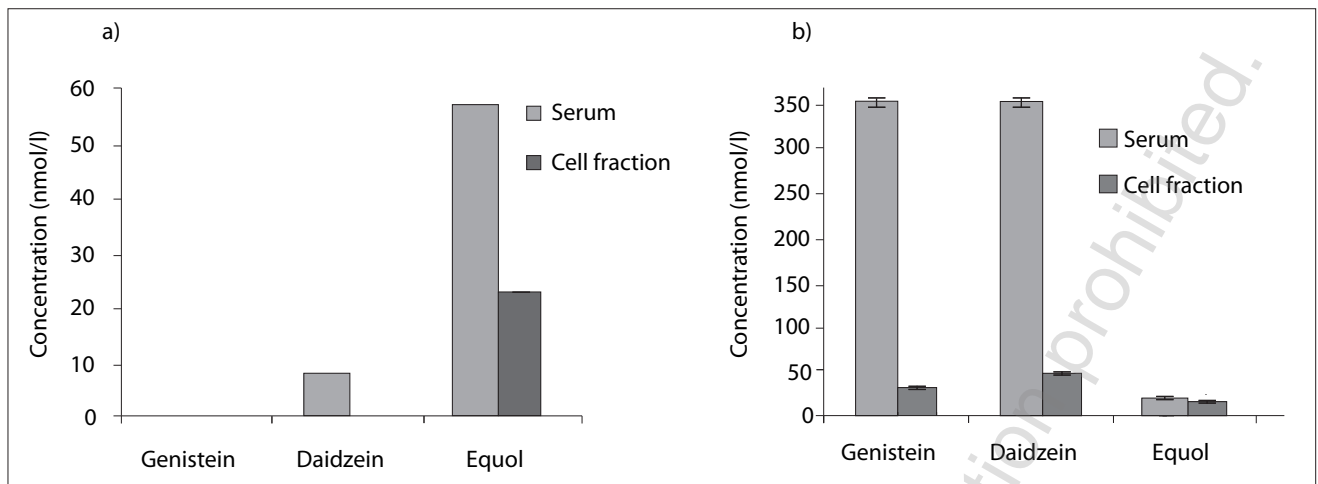 a)
Concentration (nmol/l)
60
50
40
30
20
10
0
Serum
Cell fraction
Genistein Daidzein Equol
b)
Concentration (nmol/l)
350
300
250
200
150
100
50
0
Serum
Cell fraction
Genistein Daidzein Equol
prohibited.